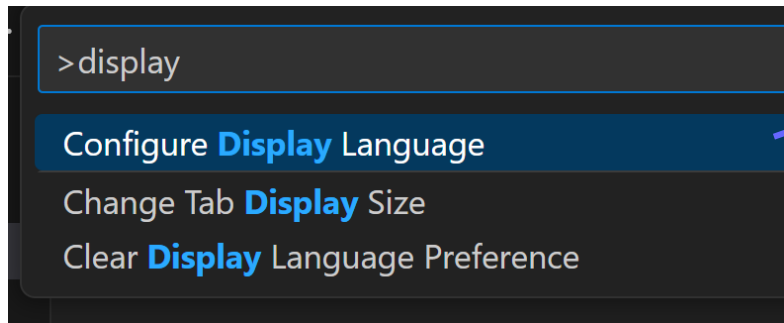 >display
Configure Display Language
Change Tab Display Size
Clear Display Language Preference